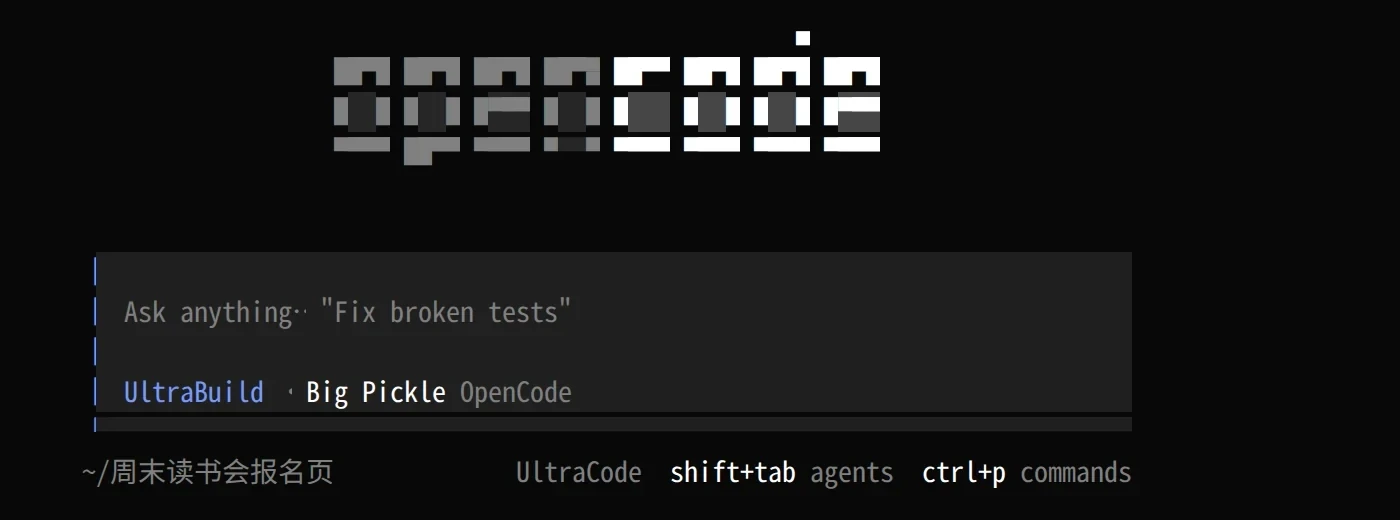 opencode
Ask anything·· "Fix broken tests"
UltraBuild · Big Pickle OpenCode
~/周末读书会报名页 UltraCode shift+tab agents ctrl+p commands